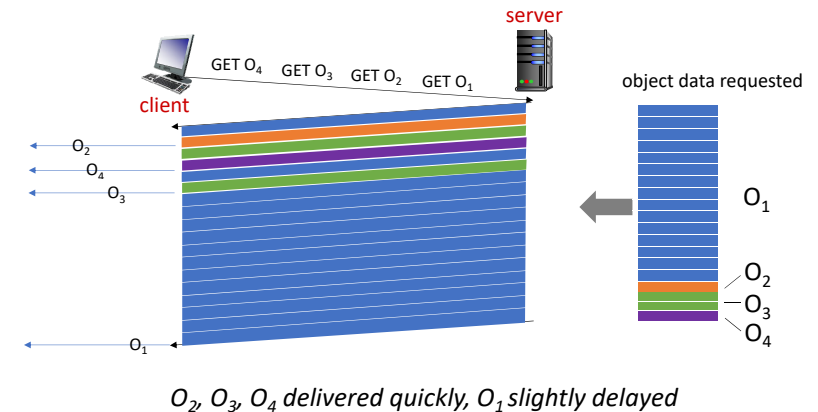 server
GET O₄ GET O₃ GET O₂ GET O₁
client
object data requested
O₂
O₄
O₃
O₁
O₂
O₃
O₄
O₁
O₂, O₃, O₄ delivered quickly, O₁ slightly delayed